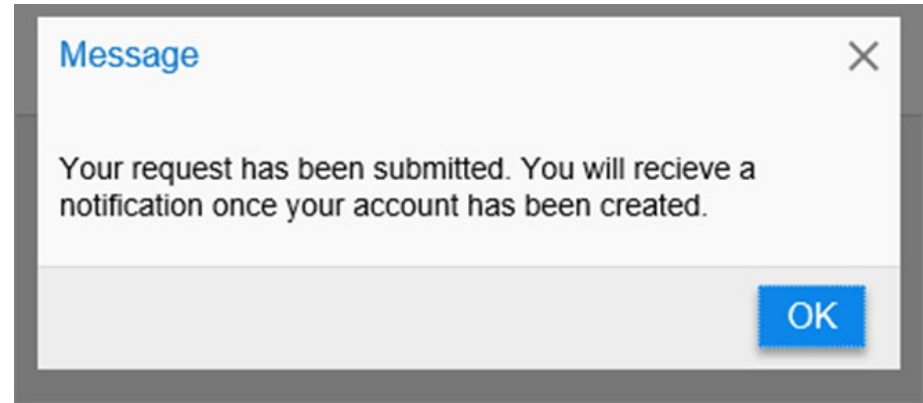 Message
Your request has been submitted. You will recieve a
notification once your account has been created.
OK